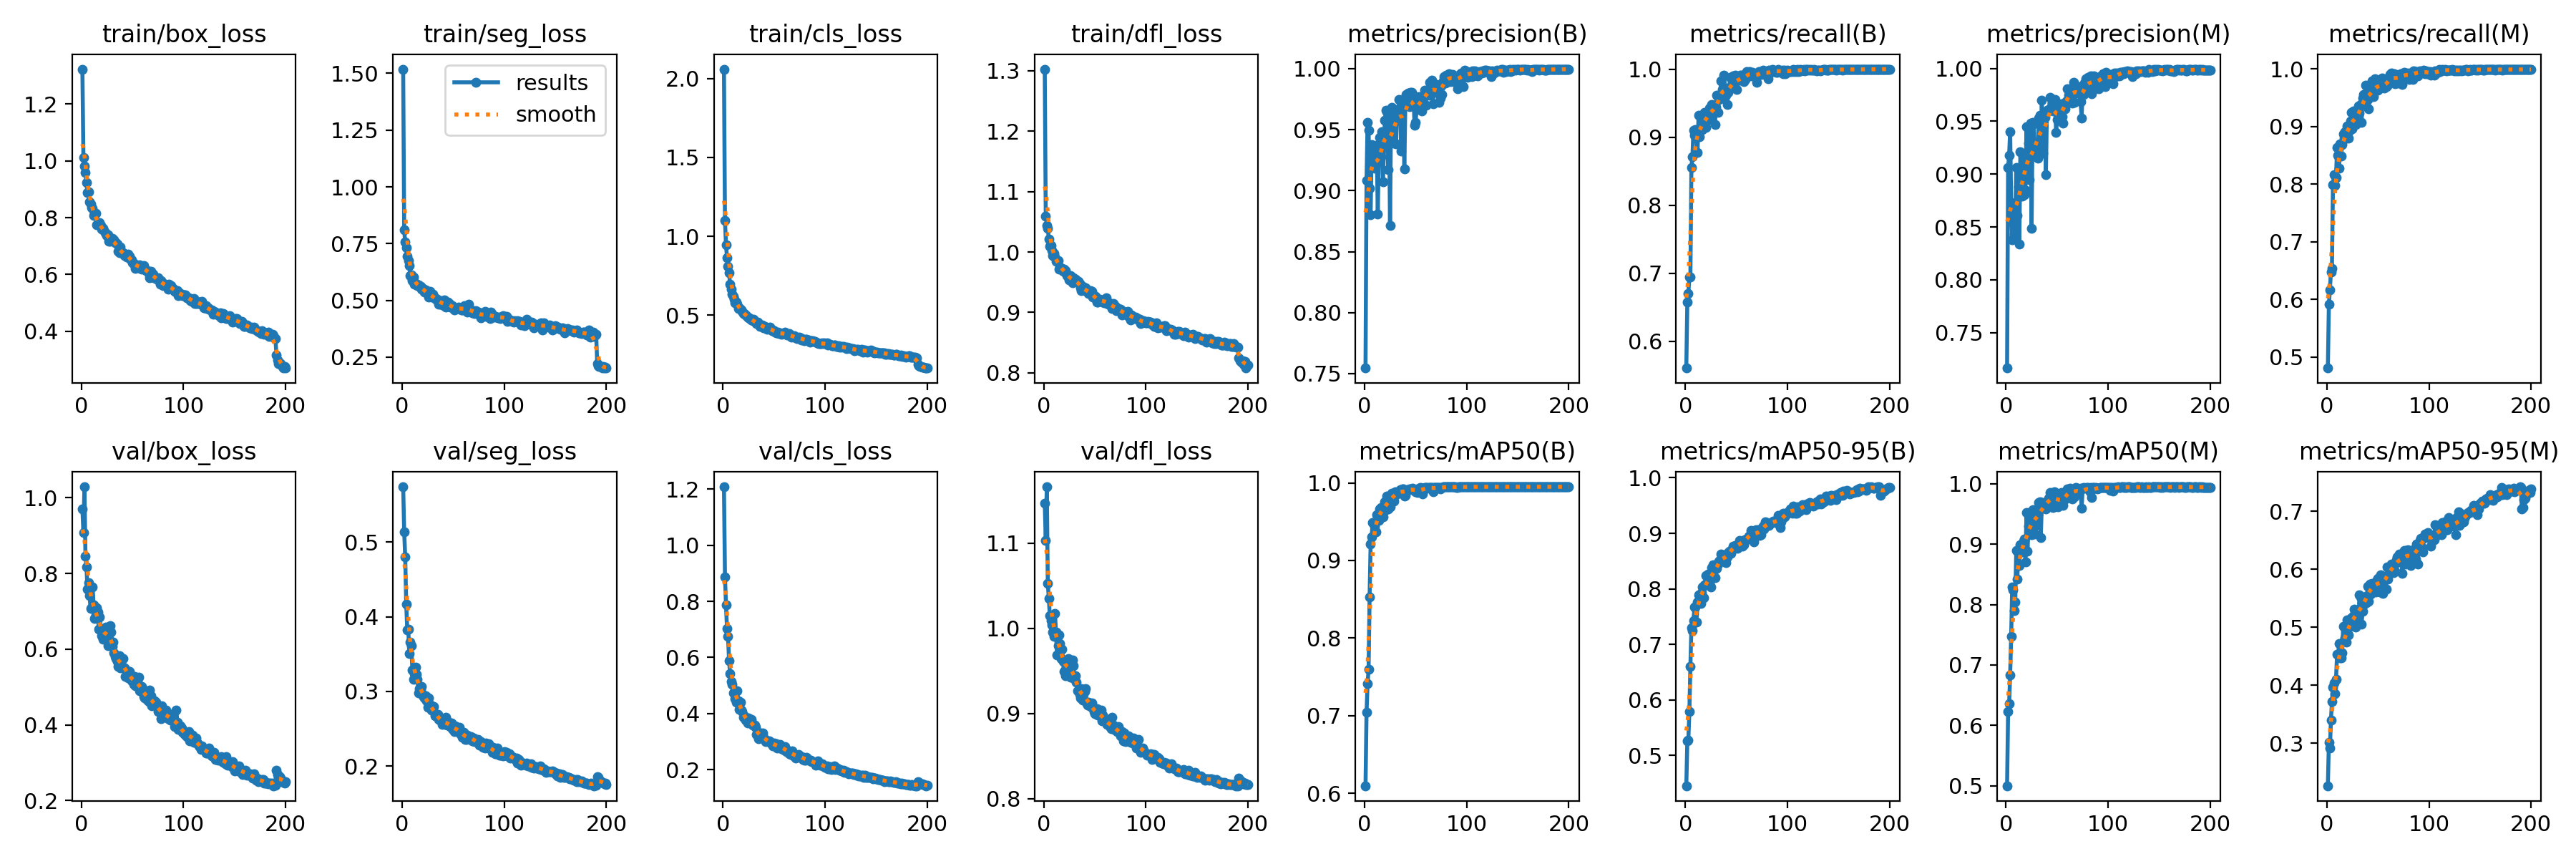 train/box_loss
1.2
1.0
0.8
0.6
0.4
0 100 200
train/seg_loss
results
smooth
1.50
1.25
1.00
0.75
0.50
0.25
0 100 200
train/cls_loss
2.0
1.5
1.0
0.5
0 100 200
train/dfl_loss
1.3
1.2
1.1
1.0
0.9
0.8
0 100 200
metrics/precision(B)
1.00
0.95
0.90
0.85
0.80
0.75
0 100 200
metrics/recall(B)
1.0
0.9
0.8
0.7
0.6
0 100 200
metrics/precision(M)
1.00
0.95
0.90
0.85
0.80
0.75
0 100 200
metrics/recall(M)
1.0
0.9
0.8
0.7
0.6
0.5
0 100 200
val/box_loss
1.0
0.8
0.6
0.4
0.2
0 100 200
val/seg_loss
0.5
0.4
0.3
0.2
0 100 200
val/cls_loss
1.2
1.0
0.8
0.6
0.4
0.2
0 100 200
val/dfl_loss
1.1
1.0
0.9
0.8
0 100 200
metrics/mAP50(B)
1.0
0.9
0.8
0.7
0.6
0 100 200
metrics/mAP50-95(B)
1.0
0.9
0.8
0.7
0.6
0.5
0 100 200
metrics/mAP50(M)
1.0
0.9
0.8
0.7
0.6
0.5
0 100 200
metrics/mAP50-95(M)
0.7
0.6
0.5
0.4
0.3
0 100 200